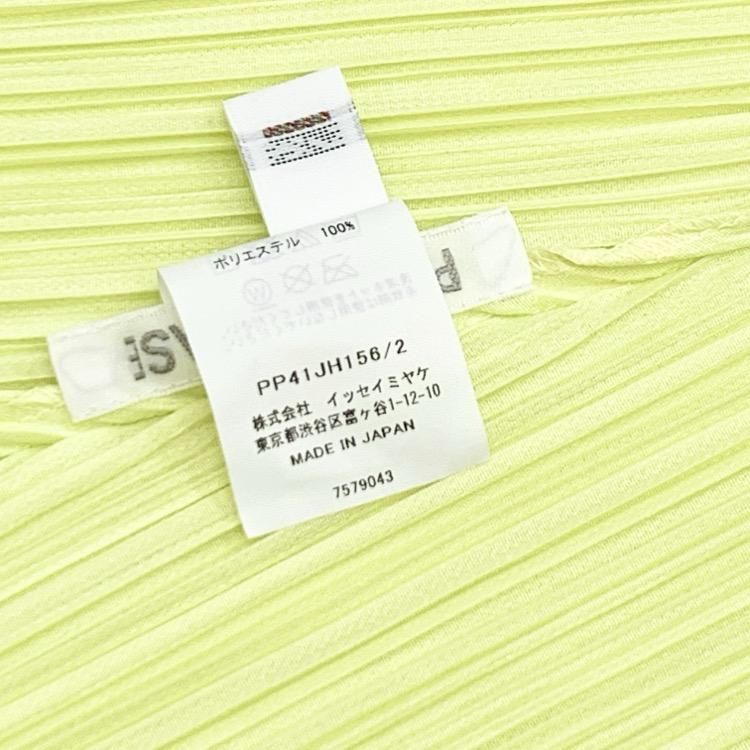 ポリエステル 100%
PP41JH156/2
株式会社 イッセイミヤケ
東京都渋谷区富ヶ谷1-12-10
MADE IN JAPAN
7579043